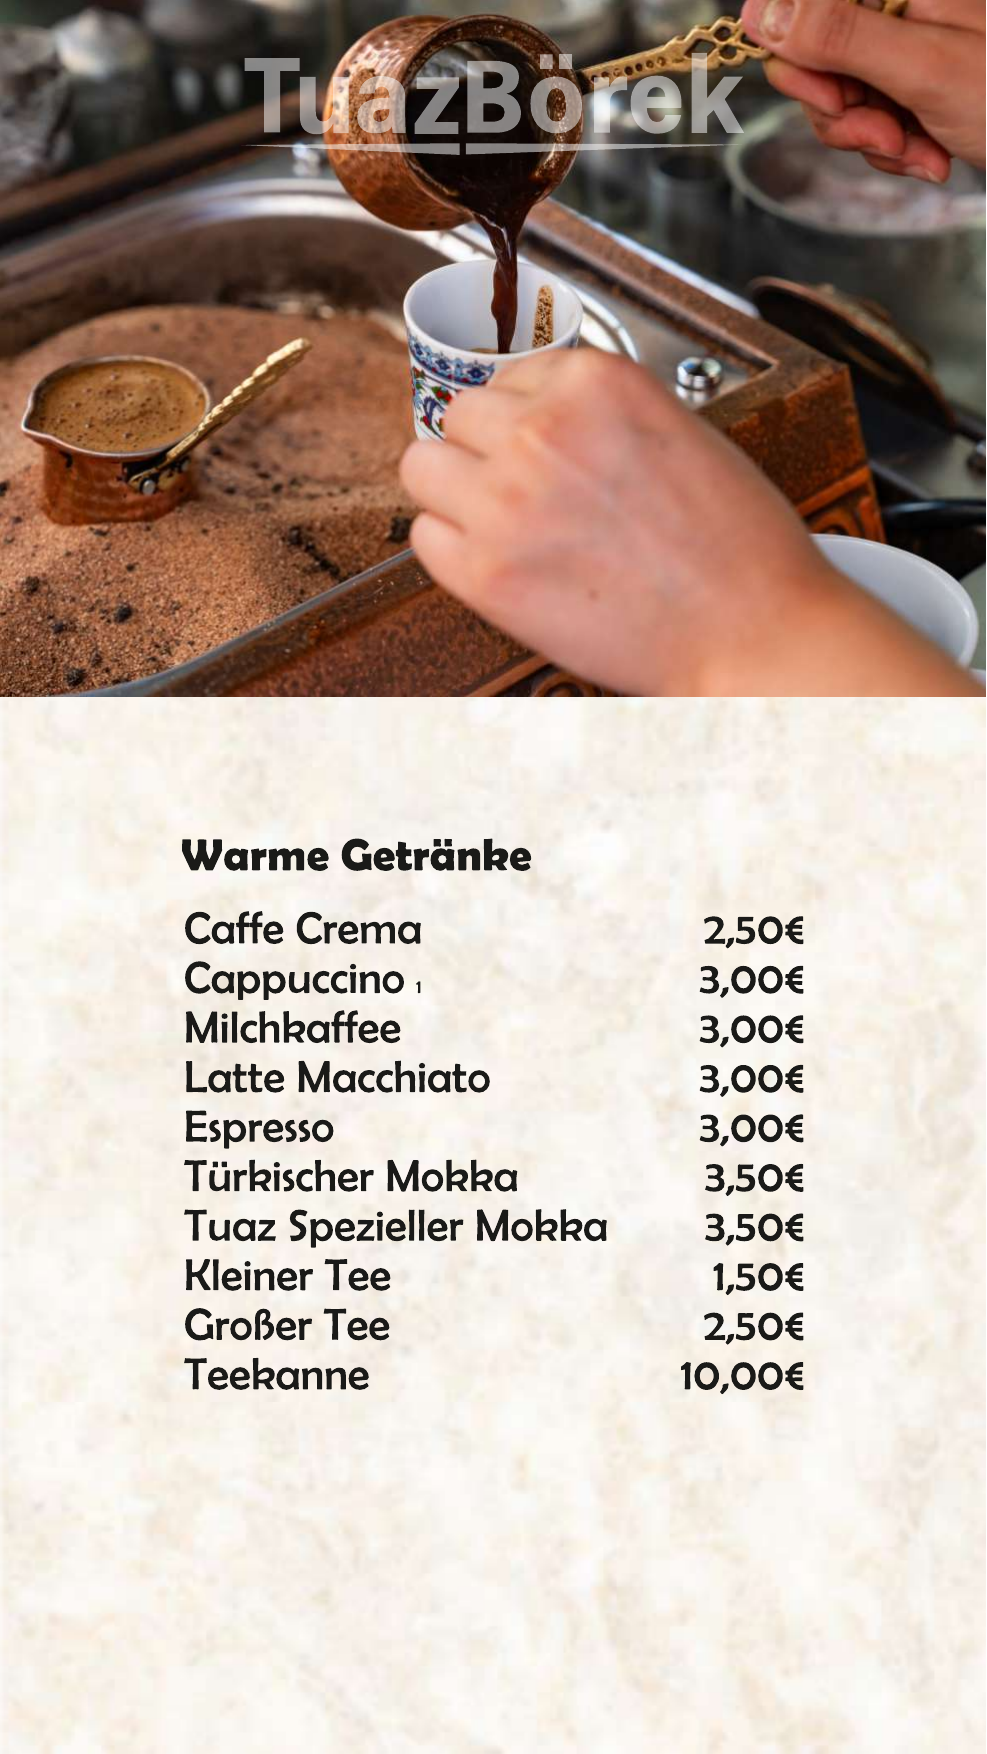 TuazBörek
Warme Getränke
Caffe Crema 2,50€
Cappuccino 1 3,00€
Milchkaffee 3,00€
Latte Macchiato 3,00€
Espresso 3,00€
Türkischer Mokka 3,50€
Tuaz Spezieller Mokka 3,50€
Kleiner Tee 1,50€
Großer Tee 2,50€
Teekanne 10,00€